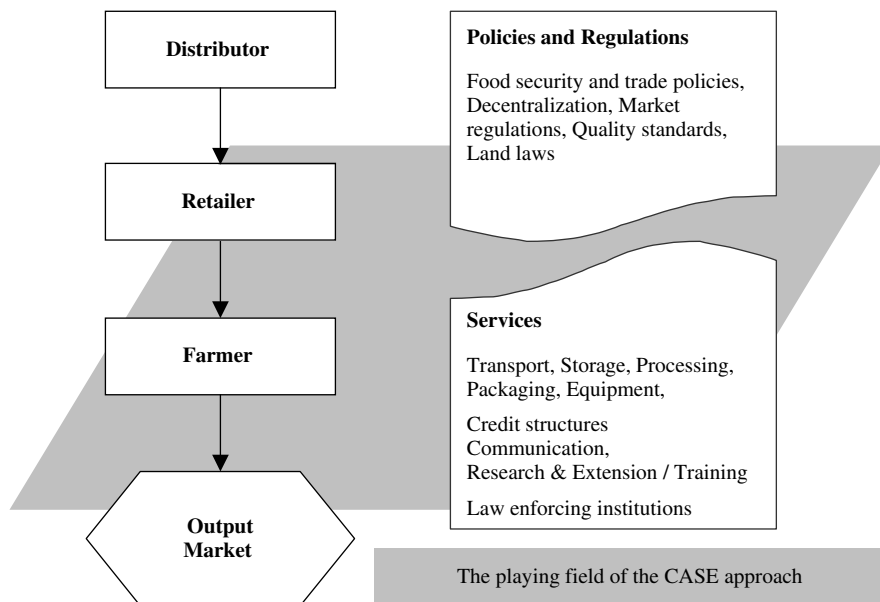 Distributor
Retailer
Farmer
Output
Market
Policies and Regulations
Food security and trade policies,
Decentralization, Market
regulations, Quality standards,
Land laws
Services
Transport, Storage, Processing,
Packaging, Equipment,
Credit structures
Communication,
Research & Extension / Training
Law enforcing institutions
The playing field of the CASE approach